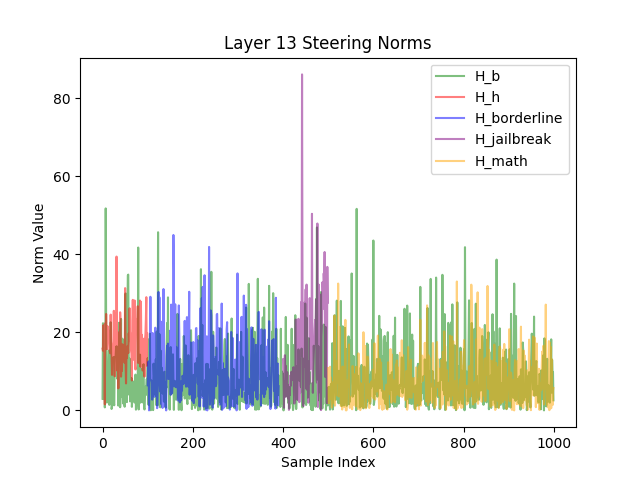 Layer 13 Steering Norms
H_b
H_h
H_borderline
H_jailbreak
H_math
Norm Value
80
60
40
20
0
0
200
400
600
800
1000
Sample Index